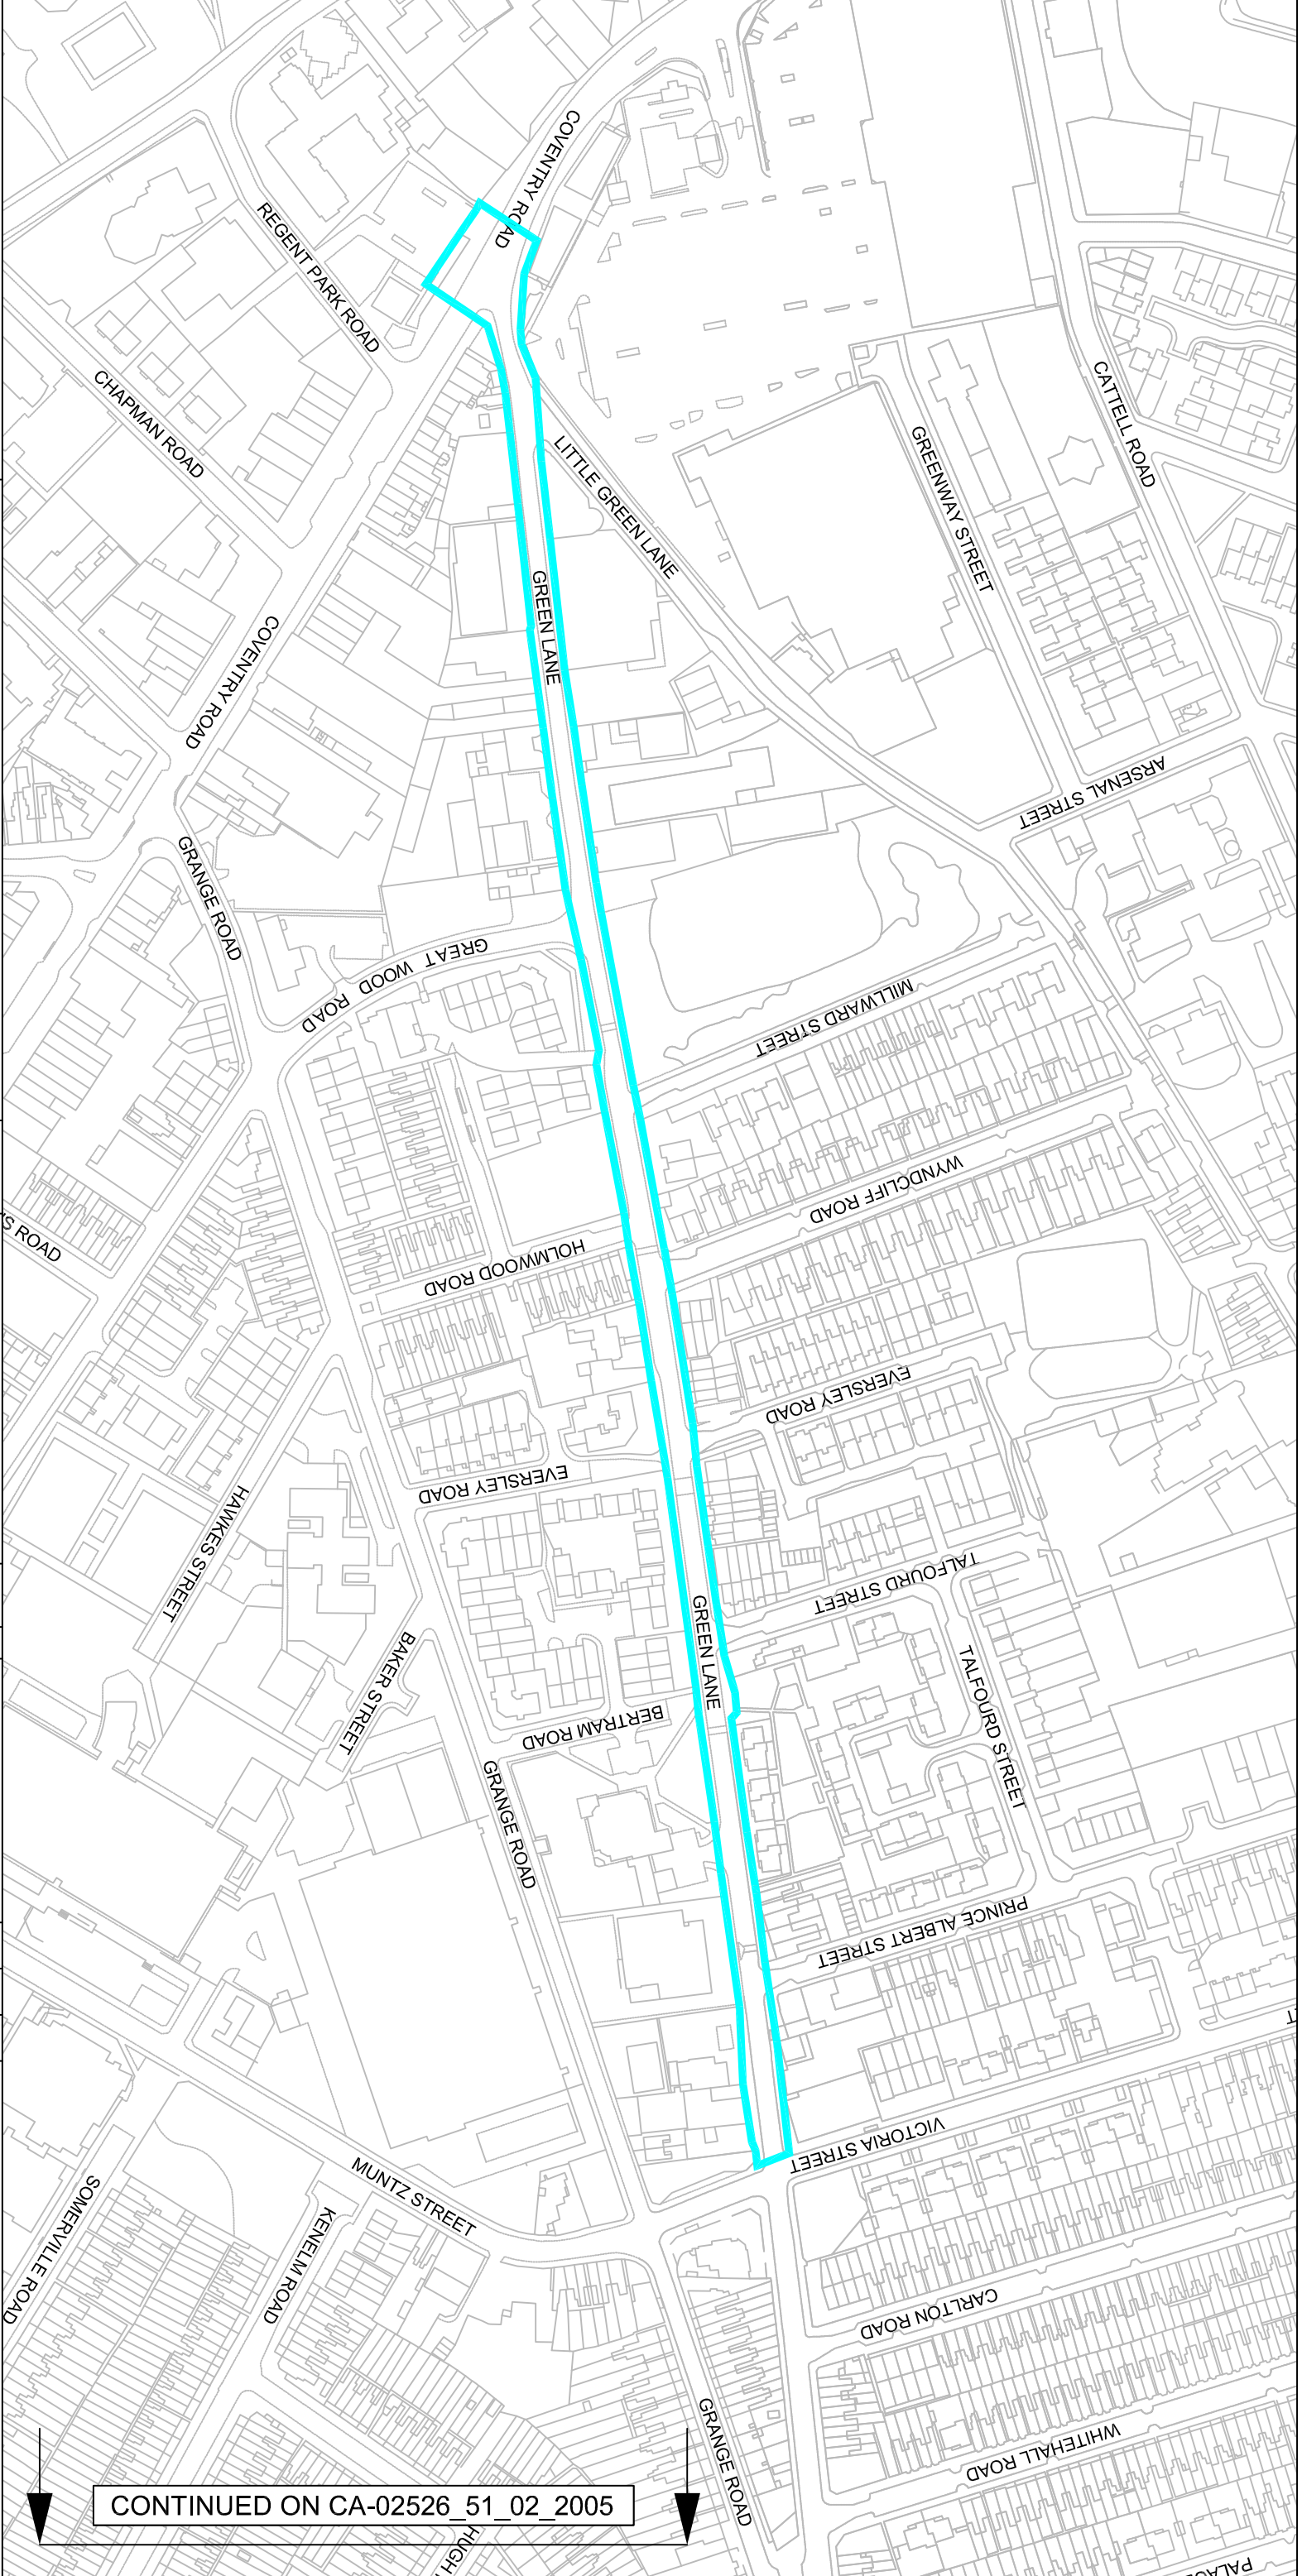 COVENTRY ROAD
REGENT PARK ROAD
CHAPMAN ROAD
CATTELL ROAD
LITTLE GREEN LANE
GREENWAY STREET
GREEN LANE
COVENTRY ROAD
ARSENAL STREET
GRANGE ROAD
GREAT WOOD ROAD
MILLWARD STREET
WYNDCLIFF ROAD
ROAD
HOLMWOOD ROAD
EVERSLEY ROAD
EVERSLEY ROAD
HAWKES STREET
TALFOURD STREET
GREEN LANE
BAKER STREET
TALFOURD STREET
BERTRAM ROAD
GRANGE ROAD
PRINCE ALBERT STREET
VICTORIA STREET
MUNTZ STREET
SOMERVILLE ROAD
KENELM ROAD
CARLTON ROAD
GRANGE ROAD
WHITEHALL ROAD
CONTINUED ON CA-02526_51_02_2005
HUGH